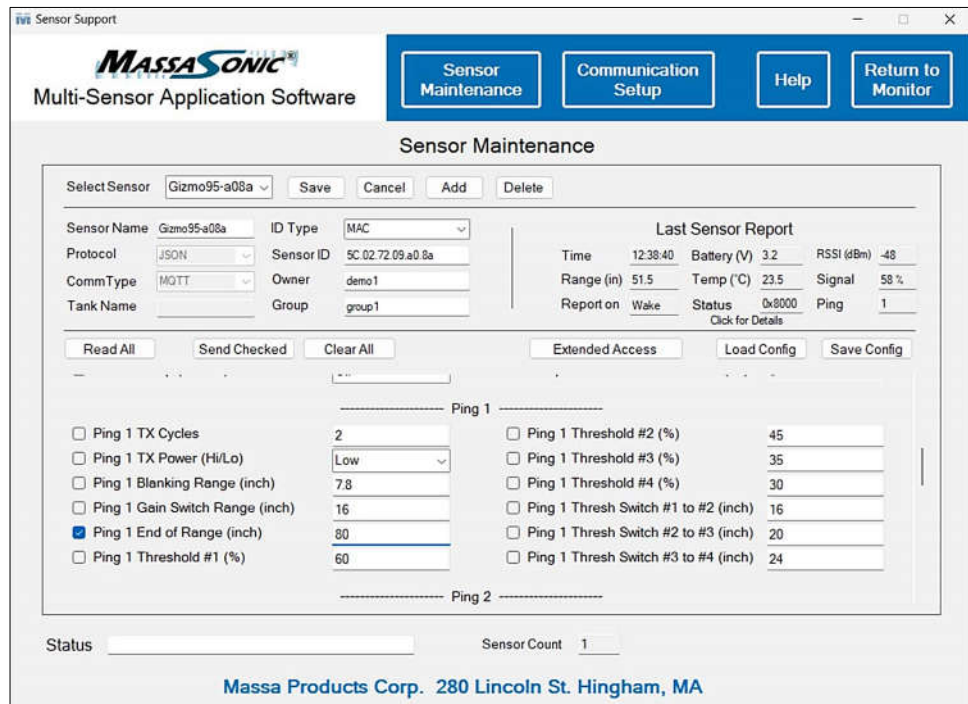 Sensor Support
MASSASONIC®
Multi-Sensor Application Software
Sensor Maintenance
Communication Setup
Help
Return to Monitor
Sensor Maintenance
Select Sensor Gizmo95-a08a Save Cancel Add Delete
Sensor Name Gizmo95-a08a ID Type MAC
Protocol JSON Sensor ID 5C.02.72.09.a0.8a
CommType MQTT Owner demo1
Tank Name Group group1
Last Sensor Report
Time 12:38:40 Battery (V) 3.2 RSSI (dBm) -48
Range (in) 51.5 Temp (°C) 23.5 Signal 58 %
Report on Wake Status 0x8000 Ping 1
Click for Details
Read All Send Checked Clear All Extended Access Load Config Save Config
Ping 1
Ping 1 TX Cycles 2 Ping 1 Threshold #2 (%) 45
Ping 1 TX Power (Hi/Lo) Low Ping 1 Threshold #3 (%) 35
Ping 1 Blanking Range (inch) 7.8 Ping 1 Threshold #4 (%) 30
Ping 1 Gain Switch Range (inch) 16 Ping 1 Thresh Switch #1 to #2 (inch) 16
Ping 1 End of Range (inch) 80 Ping 1 Thresh Switch #2 to #3 (inch) 20
Ping 1 Threshold #1 (%) 60 Ping 1 Thresh Switch #3 to #4 (inch) 24
Ping 2
Status Sensor Count 1
Massa Products Corp. 280 Lincoln St. Hingham, MA